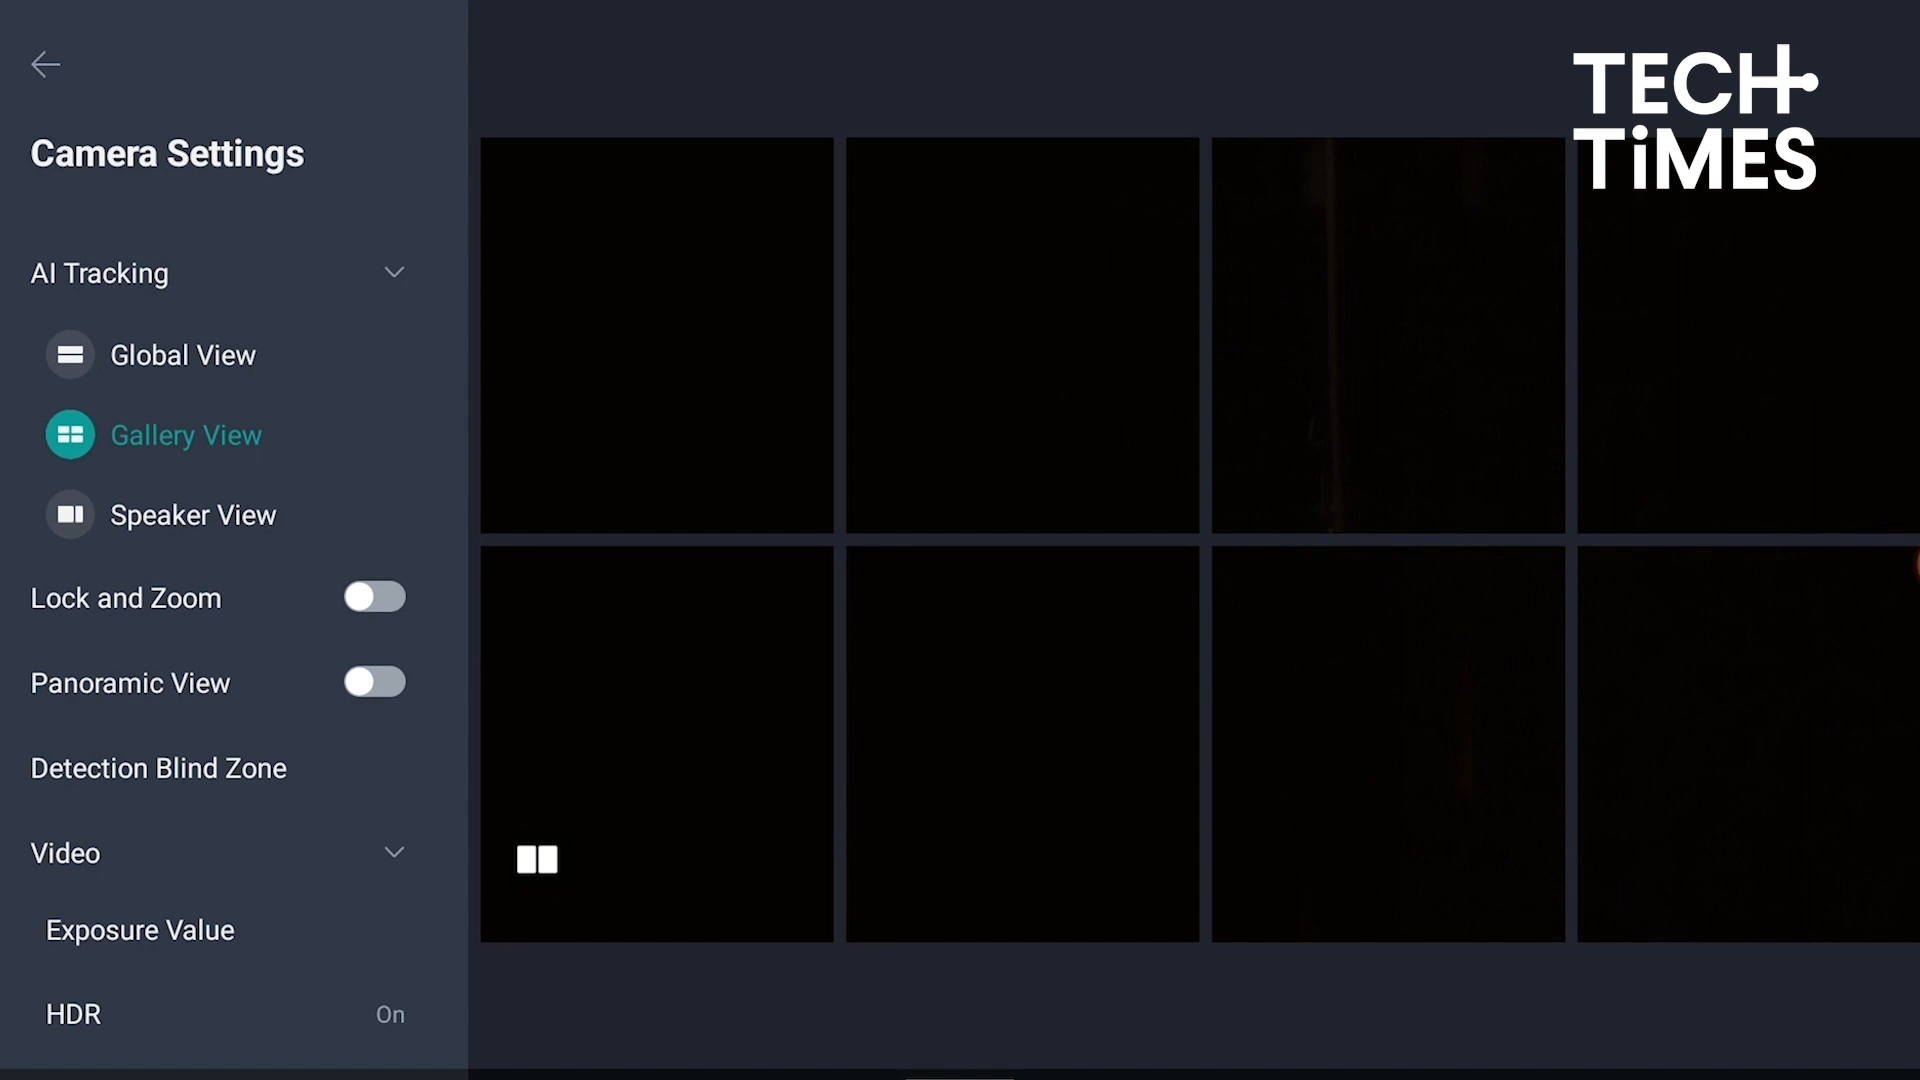 Camera Settings
AI Tracking
Global View
Gallery View
Speaker View
Lock and Zoom
Panoramic View
Detection Blind Zone
Video
Exposure Value
HDR On
TECH
TiMES